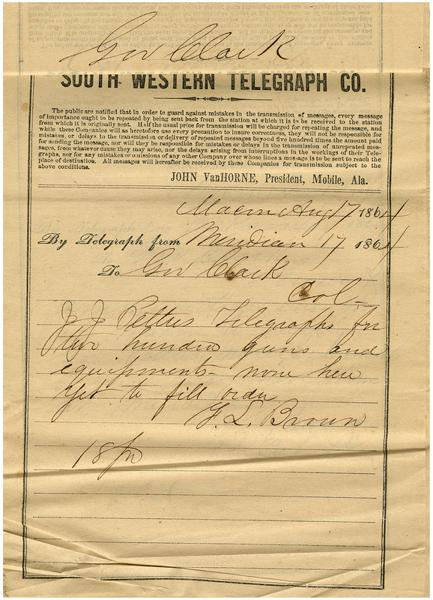 Gov Clark
SOUTH WESTERN TELEGRAPH CO.
The public are notified that in order to guard against mistakes in the transmission of messages, every message
of importance ought to be repeated by being sent back from the station at which it is to be received to the station
from which it is originally sent. Half the usual price for transmission will be charged for repeating the message, and
while these Companies will as heretofore use every precaution to insure correctness, they will not be responsible for
mistakes, or delays in the transmission or delivery of repeated messages beyond five hundred times the amount paid
for sending the message, nor will they be responsible for mistakes or delays in the transmission of unrepeated mes-
sages, from whatever cause they may arise, nor for delays arising from interruptions in the workings of their Tele-
graphs, nor for any mistakes or omissions of any other Company over whose lines a message is to be sent to reach the
place of destination. All messages will hereafter be received by these Companies for transmission subject to the
above conditions.
JOHN VanHORNE, President, Mobile, Ala.
Macon Aug 17 1864
By Telegraph from Meridian 17 1864
To Gov Clark
Col-
J J Pettus Telegraphs for
two hundred guns and
equipments- none here
yet to fill order
L. Brown
18/